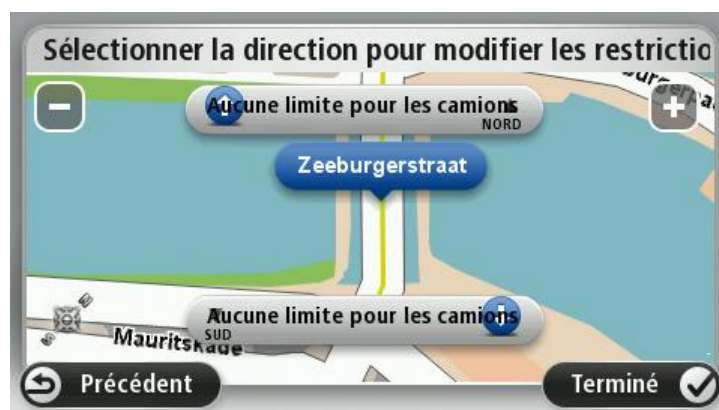 Sélectionner la direction pour modifier les restrictio
Aucune limite pour les camions
NORD
Zeeburgerstraat
Aucune limite pour les camions
SUD
Mauritskade
Précédent
Terminé